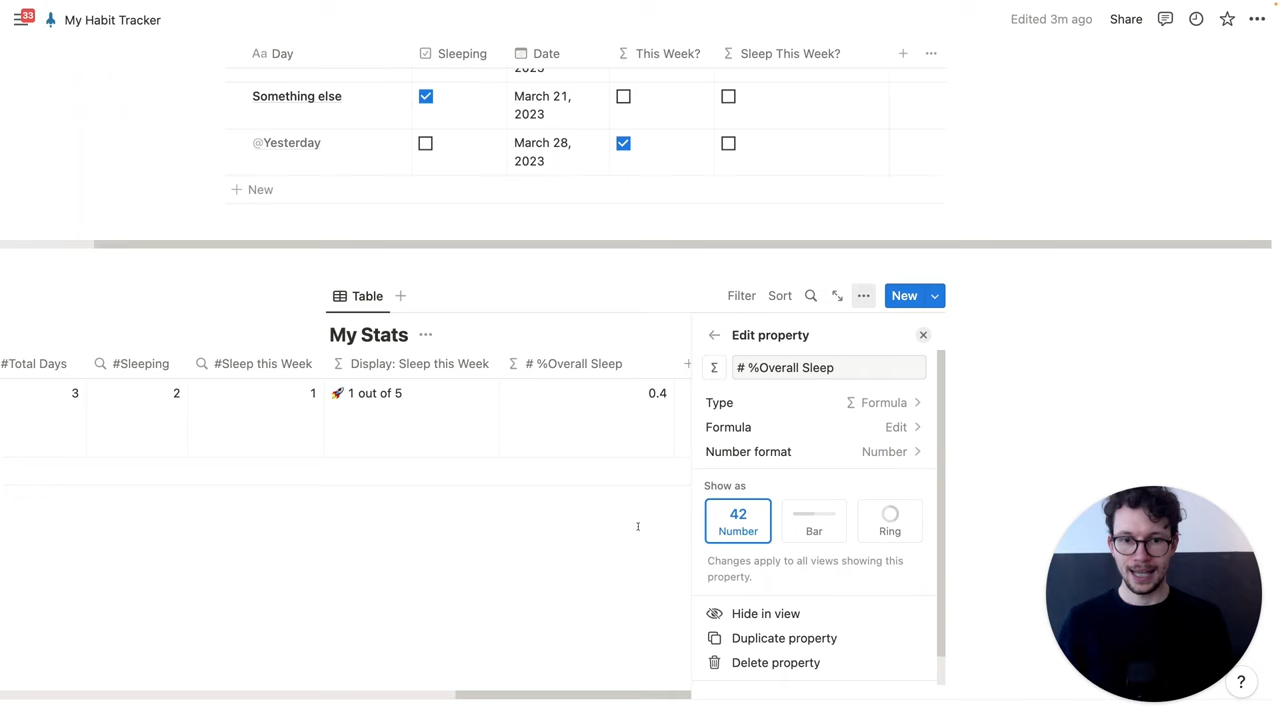 33 My Habit Tracker Edited 3m ago Share
Aa Day Sleeping Date Σ This Week? Σ Sleep This Week? +
2023
Something else March 21,
2023
@Yesterday March 28,
2023
+ New
Table + Filter Sort New
My Stats
#Total Days #Sleeping #Sleep this Week Σ Display: Sleep this Week Σ # %Overall Sleep +
3 2 1 🚀 1 out of 5 0.4
Edit property
Σ # %Overall Sleep
Type Σ Formula
Formula Edit
Number format Number
Show as
42
Number Bar Ring
Changes apply to all views showing this
property.
Hide in view
Duplicate property
Delete property
?